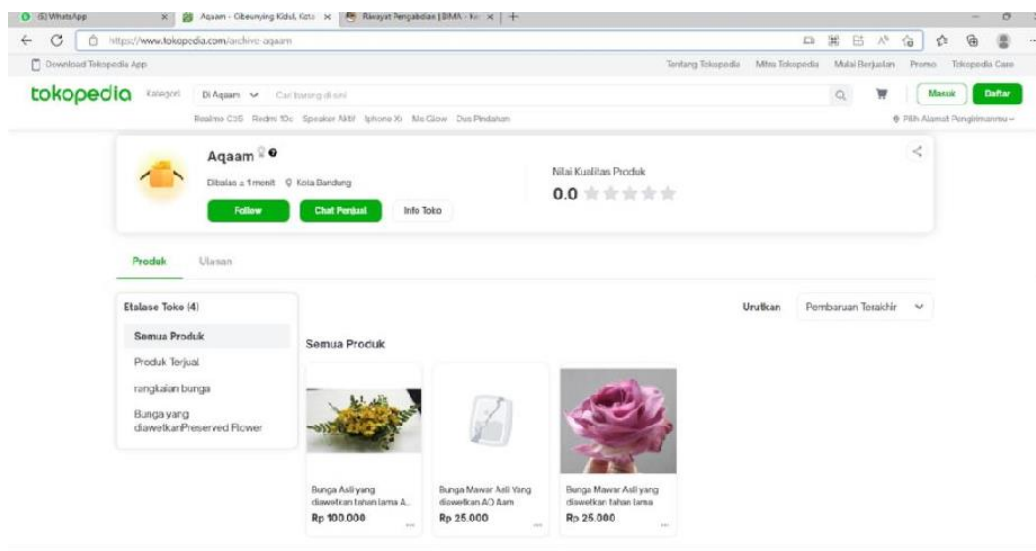 WhatsApp
Aqaam - Cibeunying Kidul, Kota
Riwayat Pengabdian | BIMA - Ke
https://www.tokopedia.com/archive-aqaam
Download Tokopedia App
Tentang Tokopedia Mitra Tokopedia Mulai Berjualan Promo Tokopedia Care
tokopedia Kategori Di Aqaam Cari barang di sini Masuk Daftar
Realme C35 Redmi 10c Speaker Aktif Iphone Xr Ms Glow Dus Pindahan Pilih Alamat Pengirimanmu
Aqaam
Dibalas ± 1 menit Kota Bandung
Follow Chat Penjual Info Toko
Nilai Kualitas Produk
0.0
Produk Ulasan
Etalase Toko (4)
Semua Produk
Produk Terjual
rangkaian bunga
Bunga yang
diawetkanPreserved Flower
Urutkan Pembaruan Terakhir
Semua Produk
Bunga Asli yang
diawetkan tahan lama A...
Rp 100.000
Bunga Mawar Asli Yang
diawetkan AQ Aam
Rp 25.000
Bunga Mawar Asli yang
diawetkan tahan lama
Rp 25.000